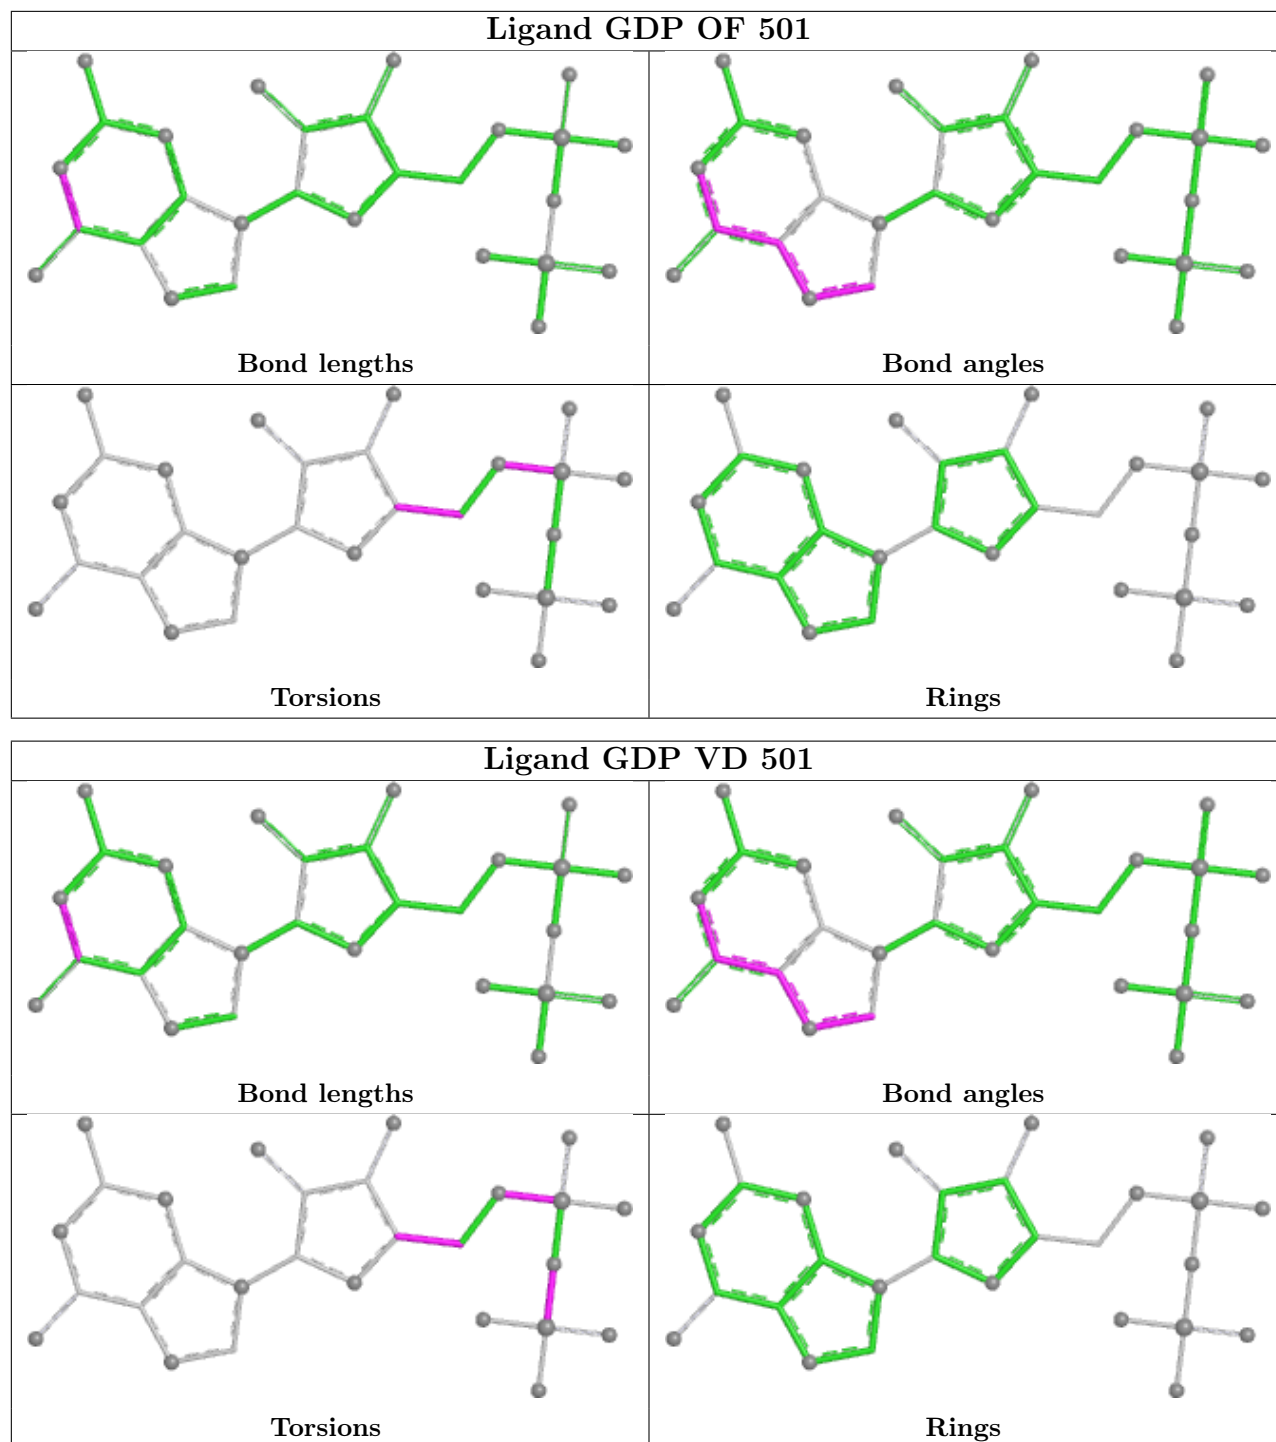 Ligand GDP OF 501
Bond lengths
Bond angles
Torsions
Rings
Ligand GDP VD 501
Bond lengths
Bond angles
Torsions
Rings